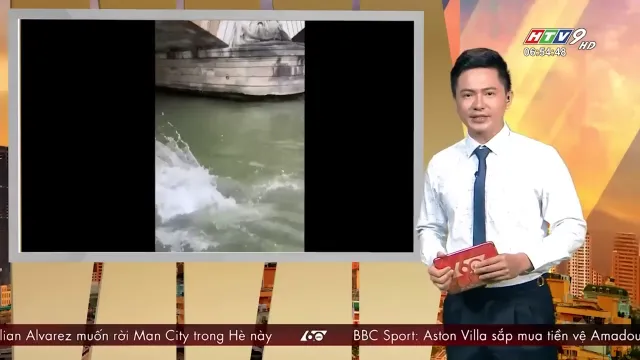 HTV9 HD
06:54:48
lian Alvarez muốn rời Man City trong Hè này 60 BBC Sport: Aston Villa sắp mua tiền vệ Amadou